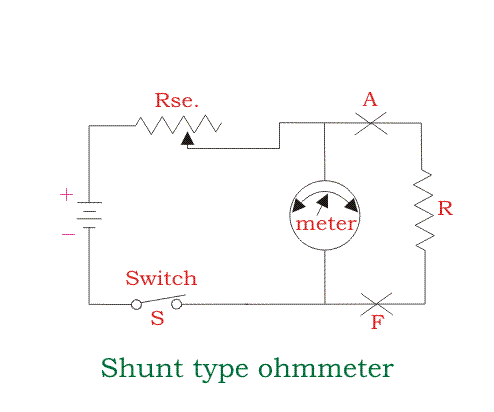 Rse.
A
+
meter
R
−
Switch
S
F
Shunt type ohmmeter